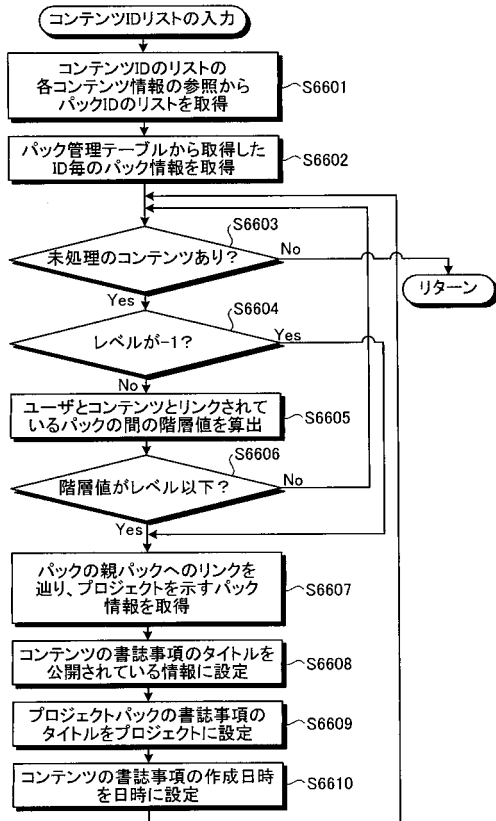 コンテンツIDリストの入力
コンテンツIDのリストの
各コンテンツ情報の参照から
パックIDのリストを取得
S6601
パック管理テーブルから取得した
ID毎のパック情報を取得
S6602
S6603
未処理のコンテンツあり?
No
リターン
Yes
S6604
レベルが-1?
Yes
No
ユーザとコンテンツとリンクされて
いるパックの間の階層値を算出
S6605
S6606
階層値がレベル以下?
No
Yes
パックの親パックへのリンクを
辿り、プロジェクトを示すパック
情報を取得
S6607
コンテンツの書誌事項のタイトルを
公開されている情報に設定
S6608
プロジェクトパックの書誌事項の
タイトルをプロジェクトに設定
S6609
コンテンツの書誌事項の作成日時
を日時に設定
S6610